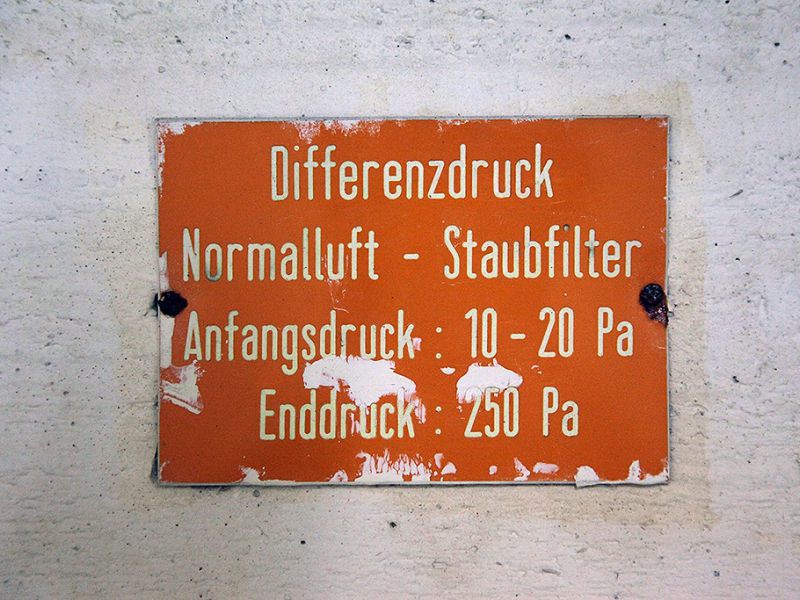 Differenzdruck
Normalluft - Staubfilter
Anfangsdruck : 10 - 20 Pa
Enddruck : 250 Pa